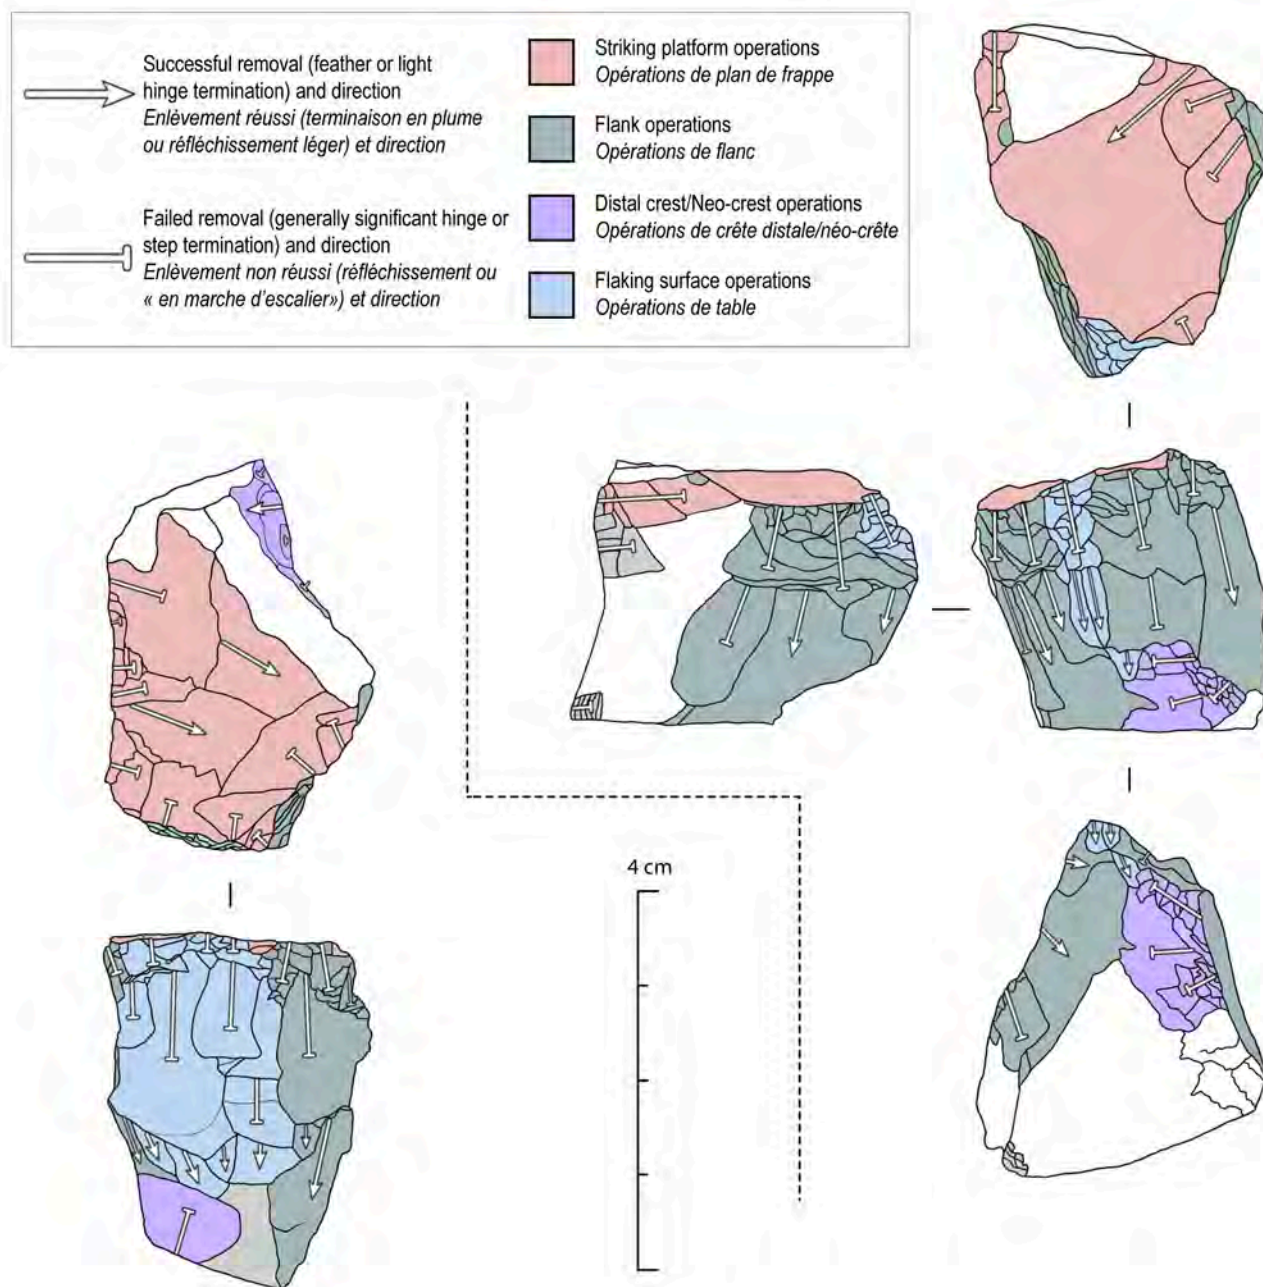 Successful removal (feather or light
hinge termination) and direction
Enlèvement réussi (terminaison en plume
ou réfléchissement léger) et direction
Failed removal (generally significant hinge or
step termination) and direction
Enlèvement non réussi (réfléchissement ou
« en marche d'escalier») et direction
Striking platform operations
Opérations de plan de frappe
Flank operations
Opérations de flanc
Distal crest/Neo-crest operations
Opérations de crête distale/néo-crête
Flaking surface operations
Opérations de table
4 cm